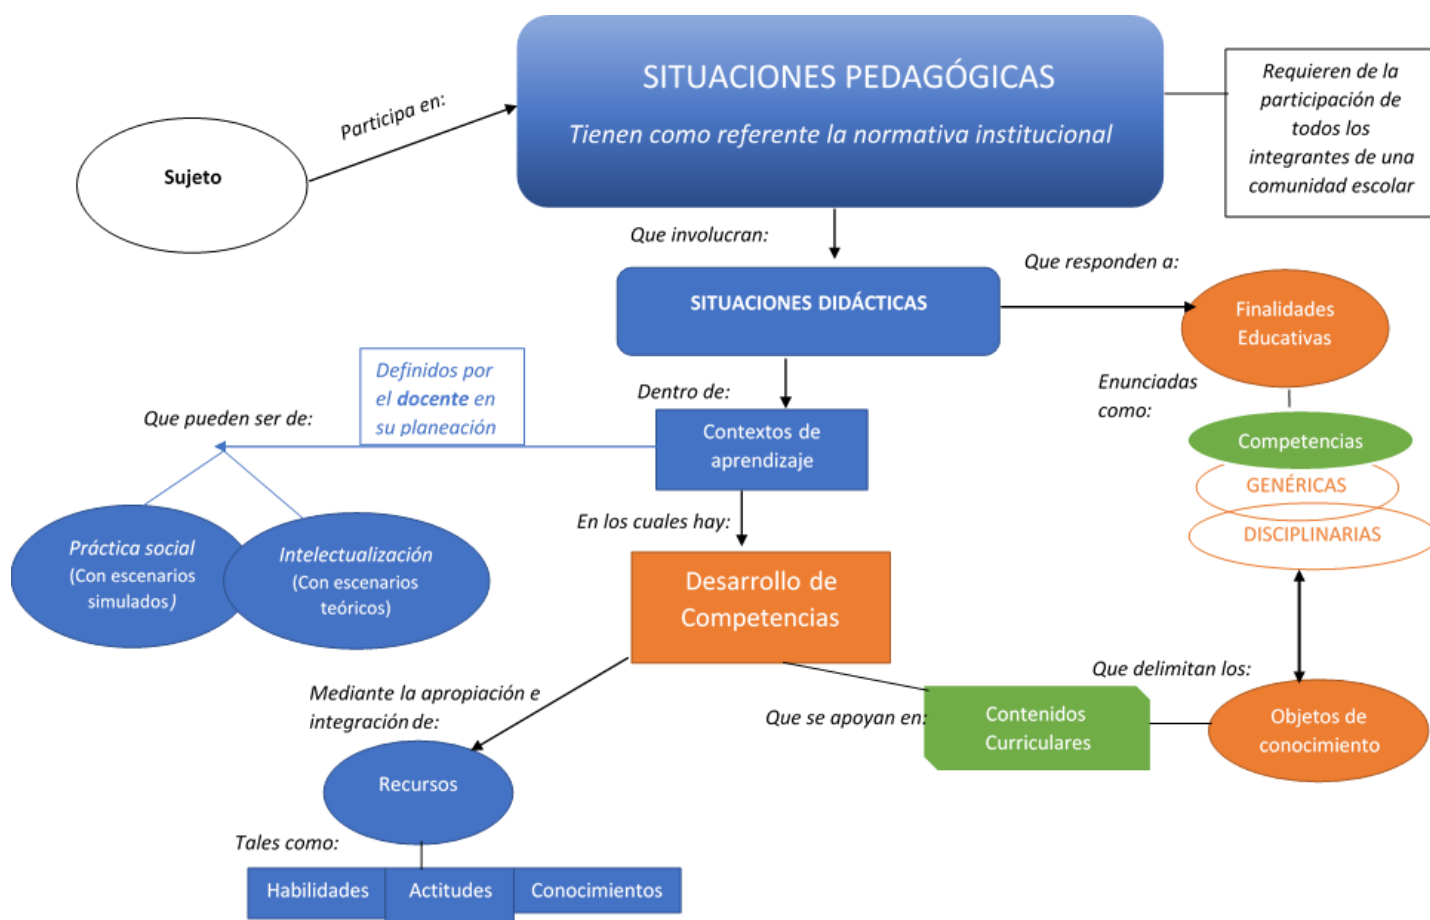 SITUACIONES PEDAGÓGICAS
Tienen como referente la normativa institucional
Requieren de la
participación de
todos los
integrantes de una
comunidad escolar
Participa en:
Sujeto
Que involucran:
SITUACIONES DIDÁCTICAS
Que responden a:
Finalidades
Educativas
Enunciadas
como:
Competencias
GENÉRICAS
DISCIPLINARIAS
Dentro de:
Contextos de
aprendizaje
Definidos por
el docente en
su planeación
Que pueden ser de:
Práctica social
(Con escenarios
simulados)
Intelectualización
(Con escenarios
teóricos)
En los cuales hay:
Desarrollo de
Competencias
Mediante la apropiación e
integración de:
Que se apoyan en:
Contenidos
Curriculares
Que delimitan los:
Objetos de
conocimiento
Recursos
Tales como:
Habilidades
Actitudes
Conocimientos